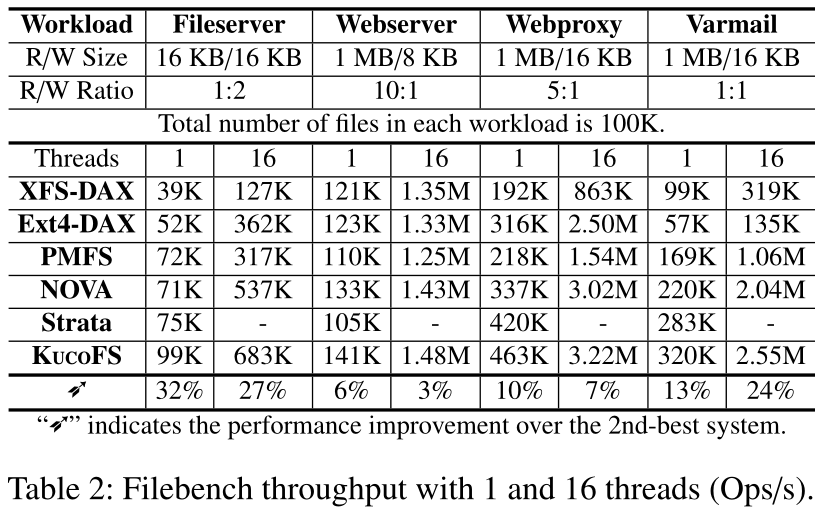 Workload Fileserver Webserver Webproxy Varmail
R/W Size 16 KB/16 KB 1 MB/8 KB 1 MB/16 KB 1 MB/16 KB
R/W Ratio 1:2 10:1 5:1 1:1
Total number of files in each workload is 100K.
Threads 1 16 1 16 1 16 1 16
XFS-DAX 39K 127K 121K 1.35M 192K 863K 99K 319K
Ext4-DAX 52K 362K 123K 1.33M 316K 2.50M 57K 135K
PMFS 72K 317K 110K 1.25M 218K 1.54M 169K 1.06M
NOVA 71K 537K 133K 1.43M 337K 3.02M 220K 2.04M
Strata 75K - 105K - 420K - 283K -
KucoFS 99K 683K 141K 1.48M 463K 3.22M 320K 2.55M
➶ 32% 27% 6% 3% 10% 7% 13% 24%
“➶” indicates the performance improvement over the 2nd-best system.
Table 2: Filebench throughput with 1 and 16 threads (Ops/s).